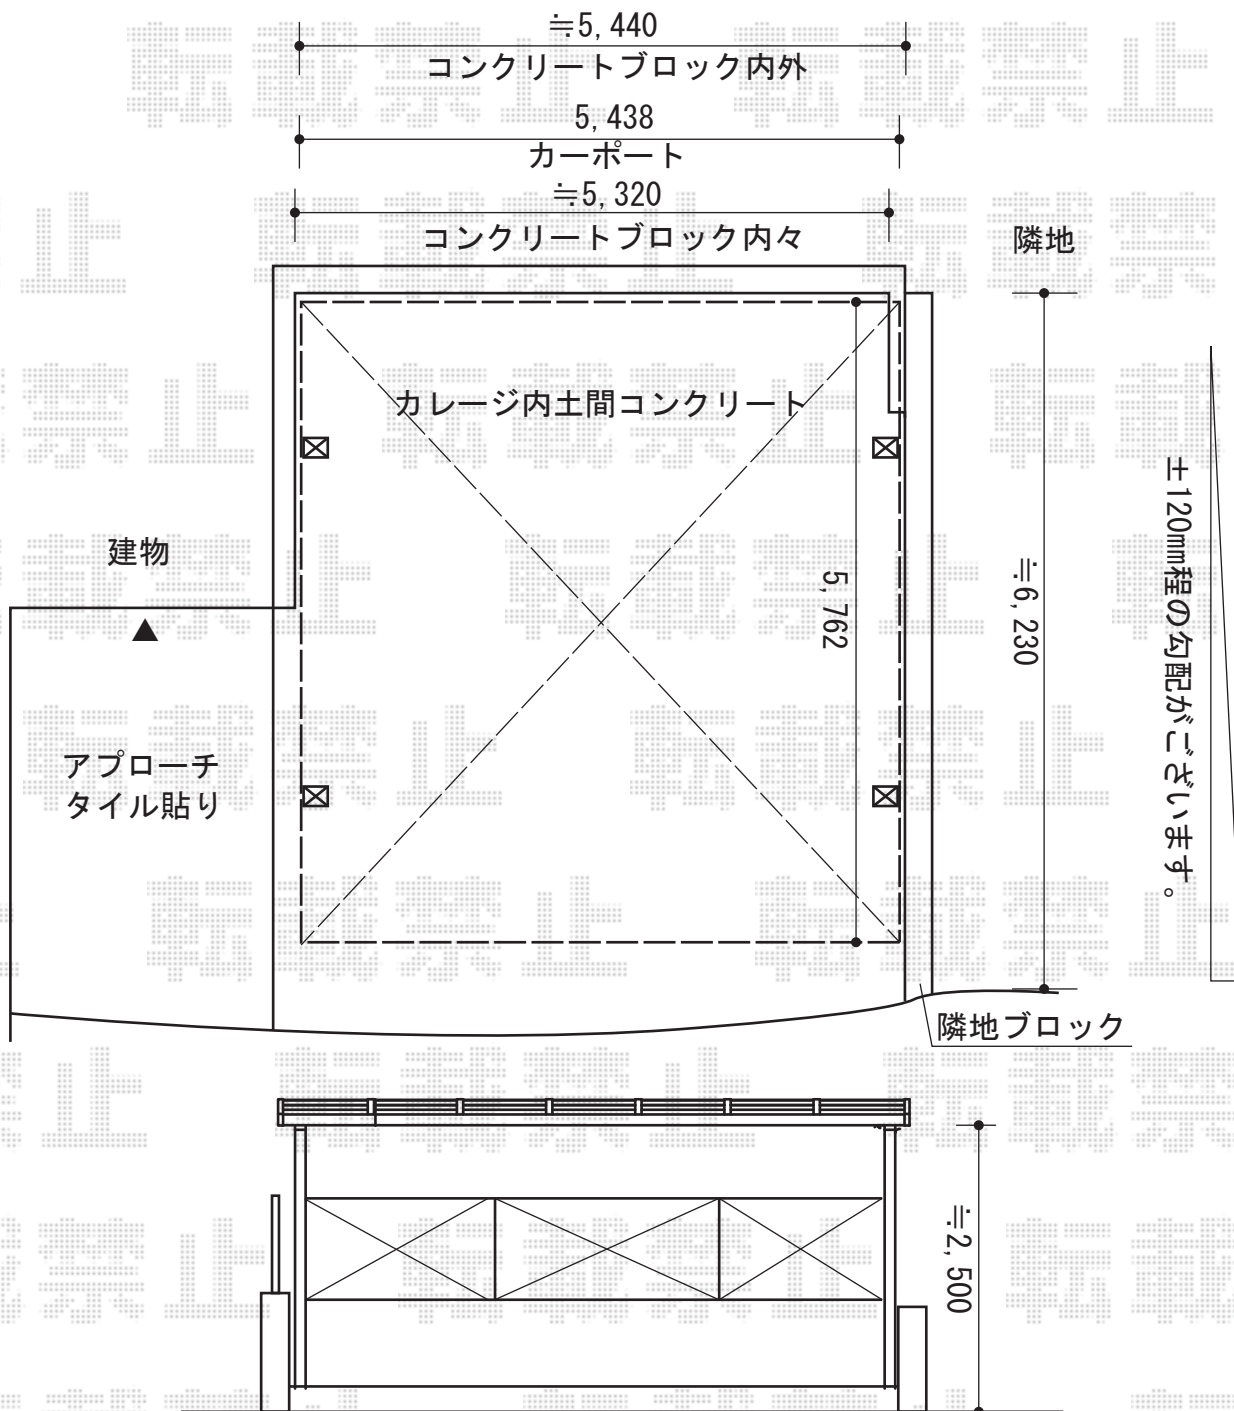 ≒5,440
コンクリートブロック内外
5,438
カーポート
≒5,320
コンクリートブロック内々
隣地
カレージ内土間コンクリート
建物
5,762
≒6,230
±120mm程の勾配がございます。
アプローチ
タイル貼り
隣地ブロック
≒2,500
転載禁止